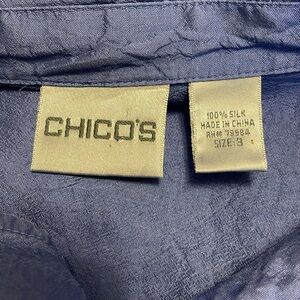 CHICO'S
100% SILK
MADE IN CHINA
RN# 79984
SIZE: 3